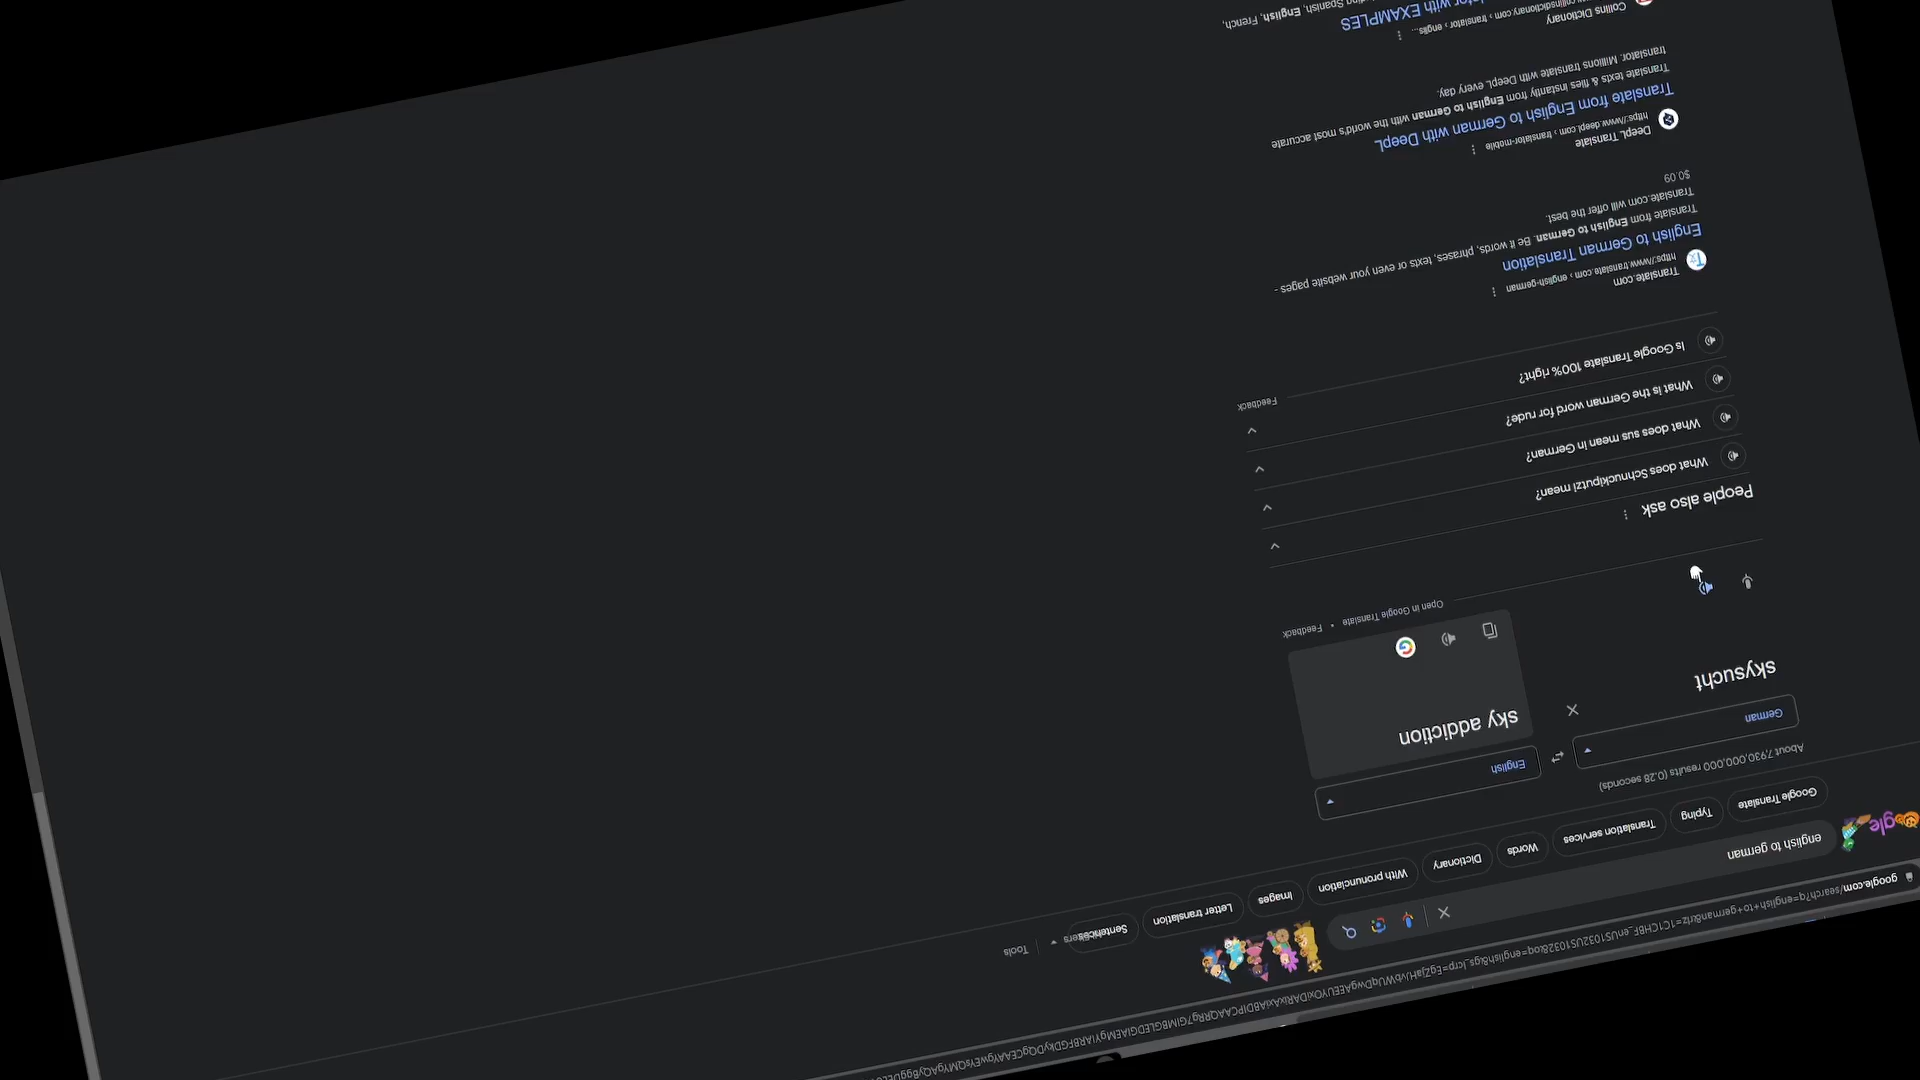 google.com/search?q=english+to+german&rlz=1C1CHBF_enUS1032US1032&oq=english&gs_lcrp=
Google
english to german
Google Translate
Typing
Translation services
Words
Dictionary
With pronunciation
Images
Letter translation
Sentences
Tools
About 7,930,000,000 results (0.28 seconds)
German
English
skysucht
sky addiction
Open in Google Translate • Feedback
People also ask
What does Schnuckiputzi mean?
What does sus mean in German?
What is the German word for rude?
Is Google Translate 100% right?
Feedback
Translate.com
https://www.translate.com › english-german
English to German Translation
Translate from English to German. Be it words, phrases, texts or even your website pages -
Translate.com will offer the best.
$0.09
DeepL Translate
https://www.deepl.com › translator-mobile
Translate from English to German with DeepL
Translate texts & files instantly from English to German with the world's most accurate
translator. Millions translate with DeepL every day.
Collins Dictionary
collinsdictionary.com › translator › englis...
with EXAMPLES
Spanish, English, French,